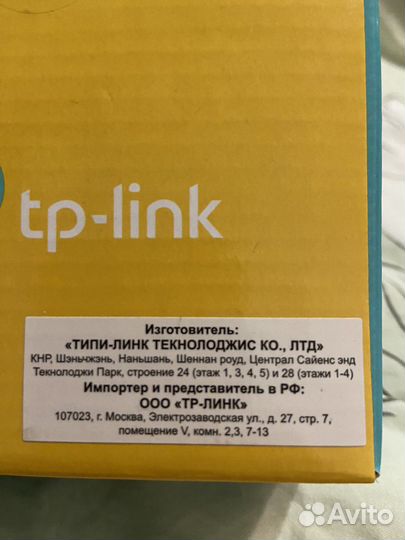 tp-link
Изготовитель:
«ТИПИ-ЛИНК ТЕКНОЛОДЖИС КО., ЛТД»
КНР, Шэньчжэнь, Наньшань, Шеннан роуд, Централ Сайенс энд
Текнолоджи Парк, строение 24 (этаж 1, 3, 4, 5) и 28 (этажи 1-4)
Импортер и представитель в РФ:
ООО «ТР-ЛИНК»
107023, г. Москва, Электрозаводская ул., д. 27, стр. 7,
помещение V, комн. 2,3, 7-13
Avito